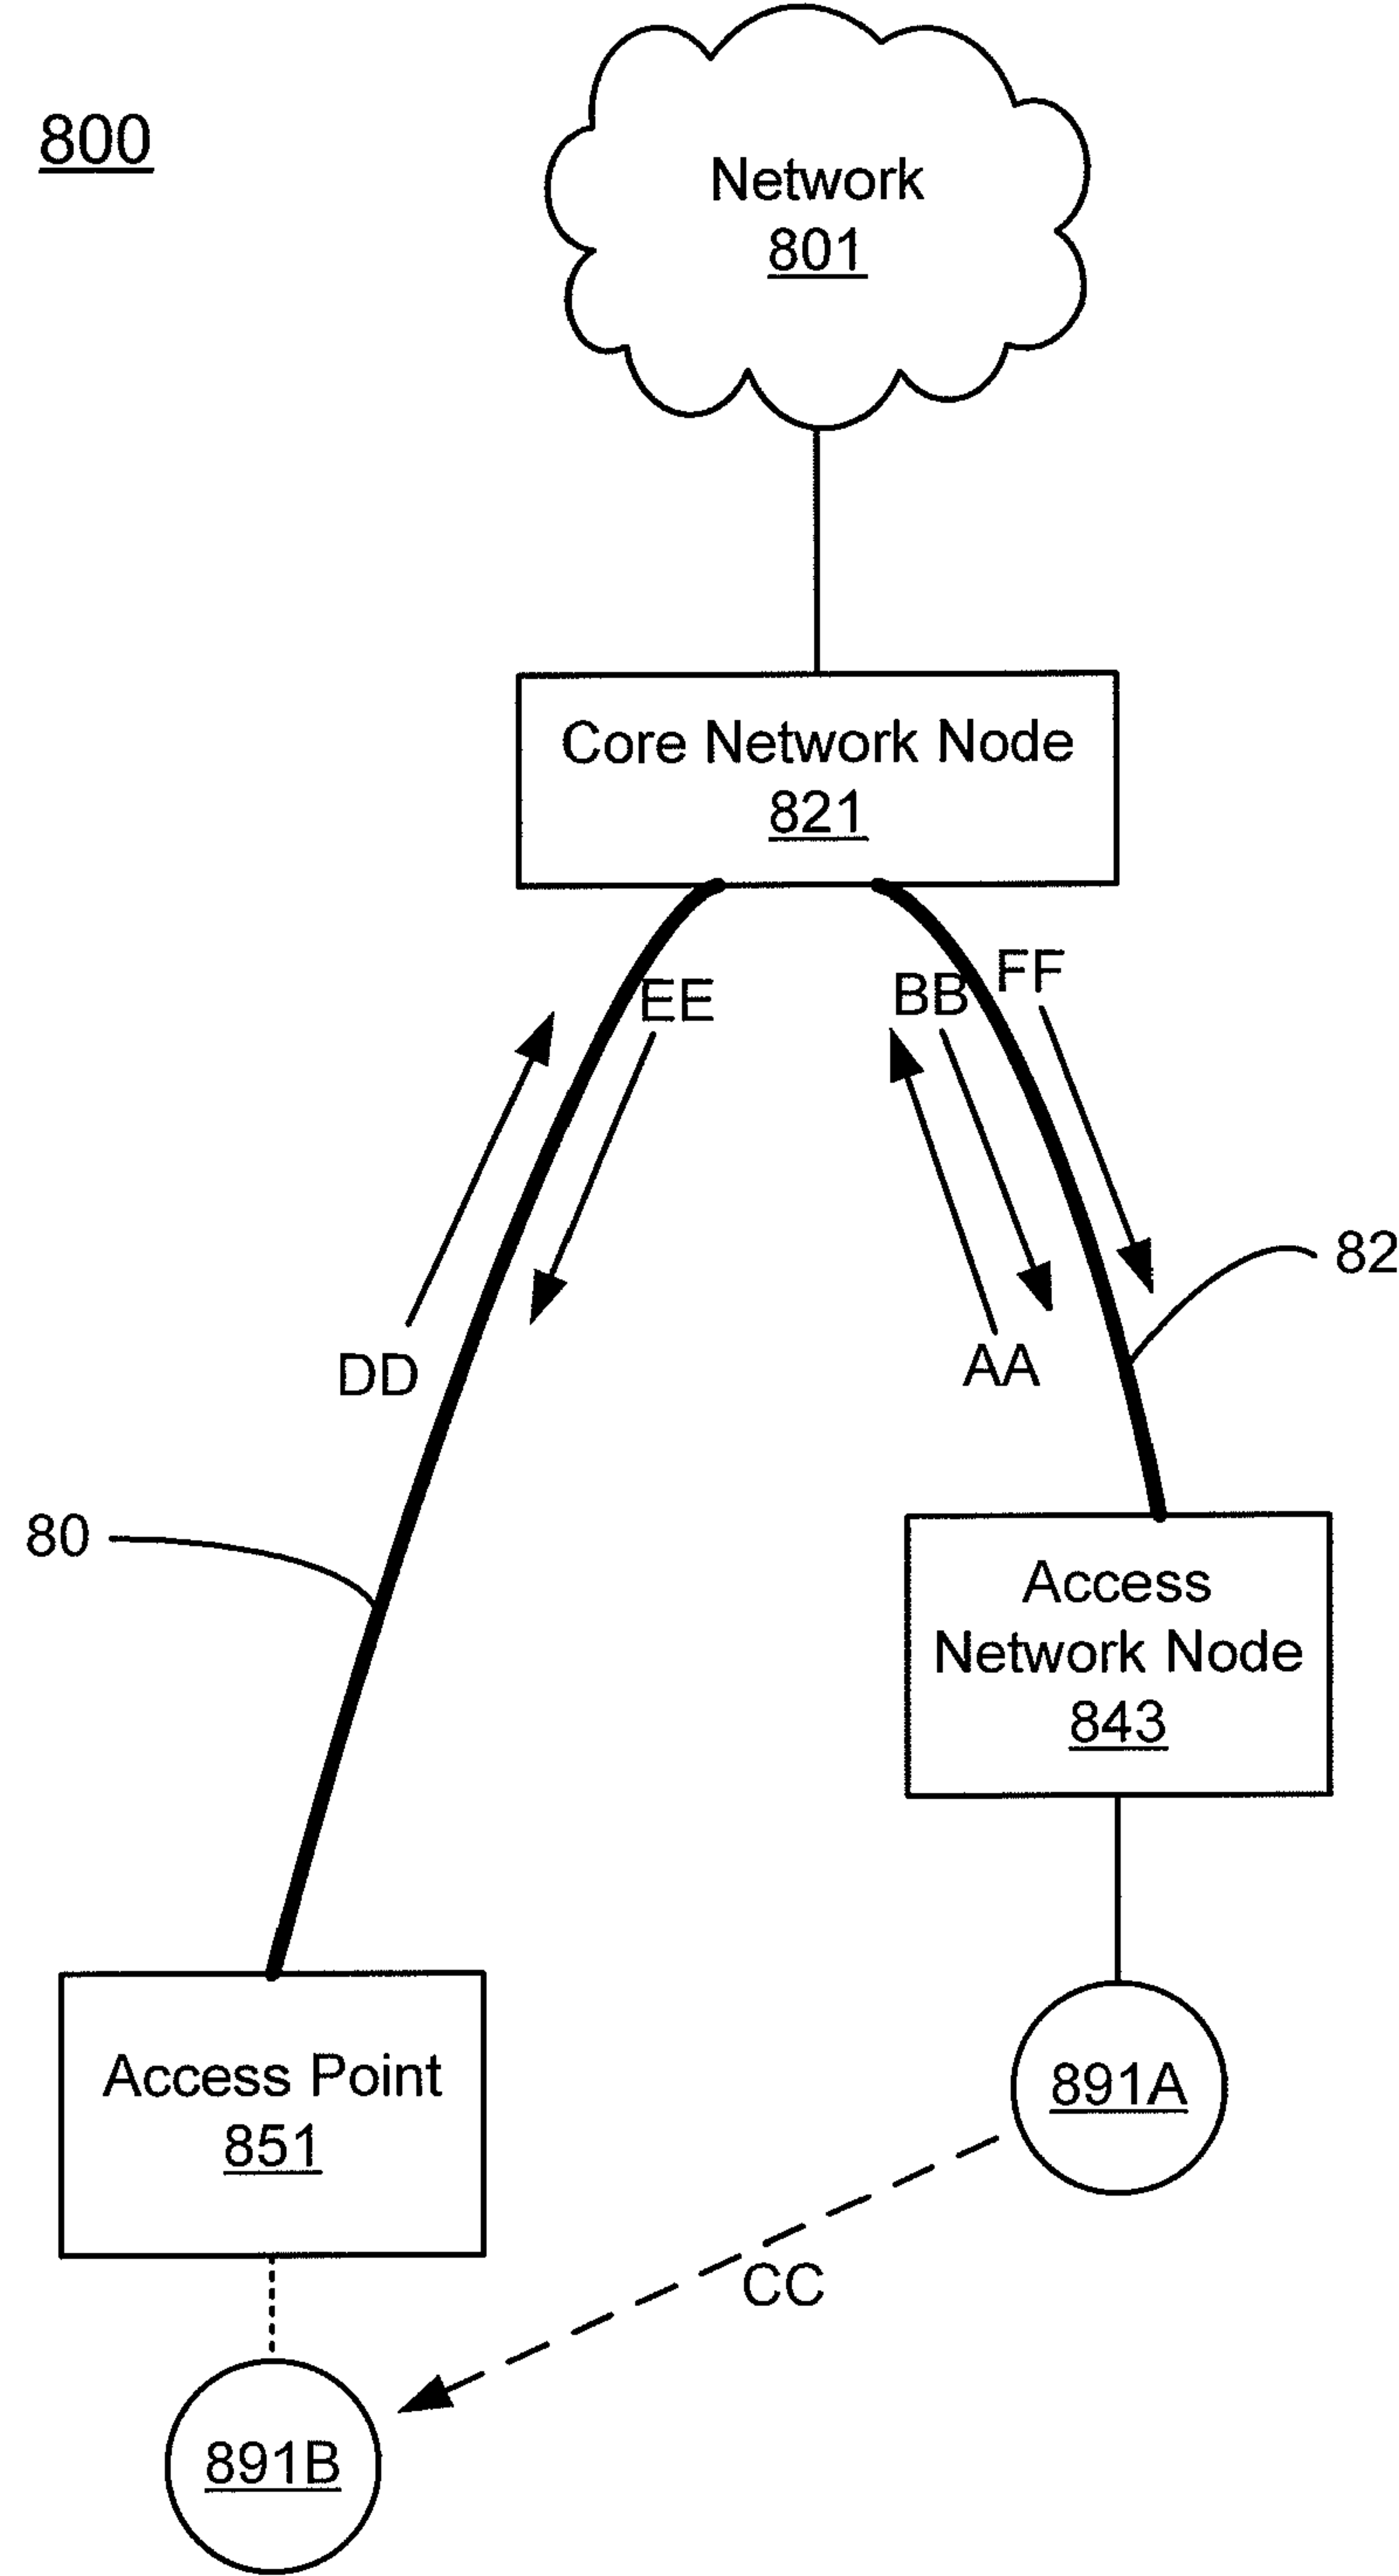 800
Network
801
Core Network Node
821
EE
BB
FF
DD
AA
82
80
Access
Network Node
843
Access Point
851
891A
CC
891B